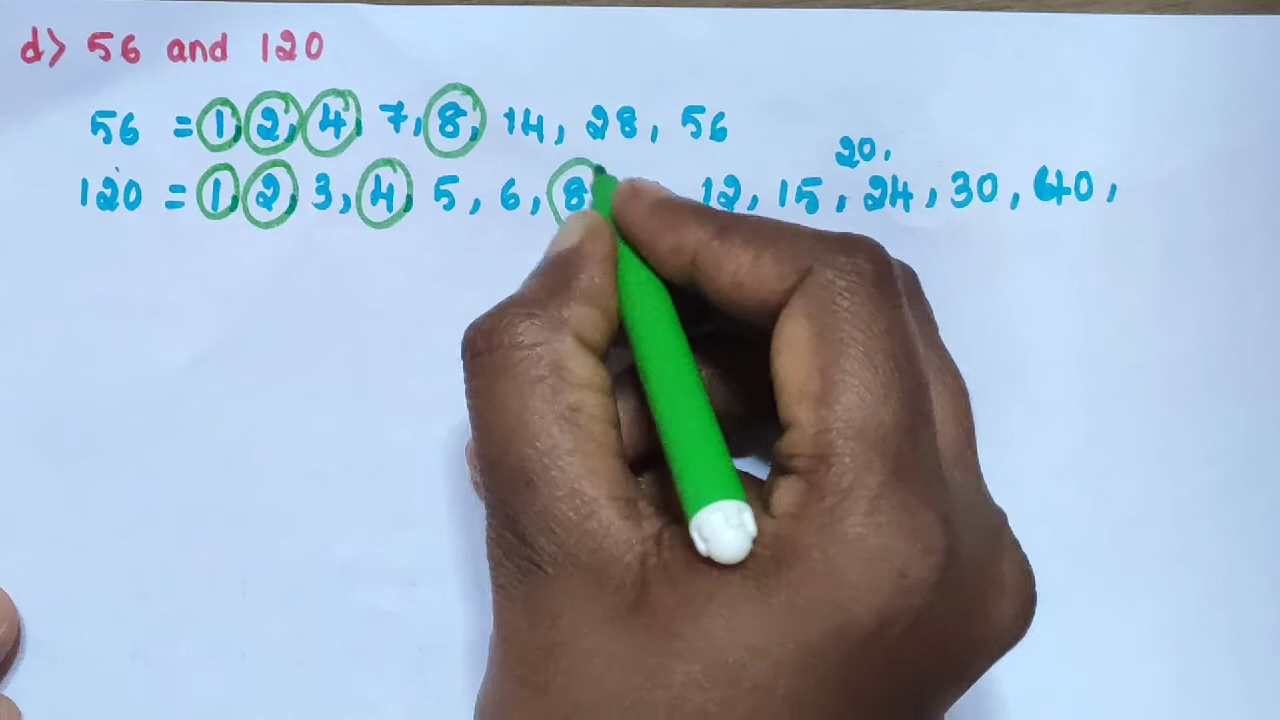 d) 56 and 120
56 = 1, 2, 4, 7, 8, 14, 28, 56
20,
120 = 1, 2, 3, 4, 5, 6, 8, 12, 15, 24, 30, 40,